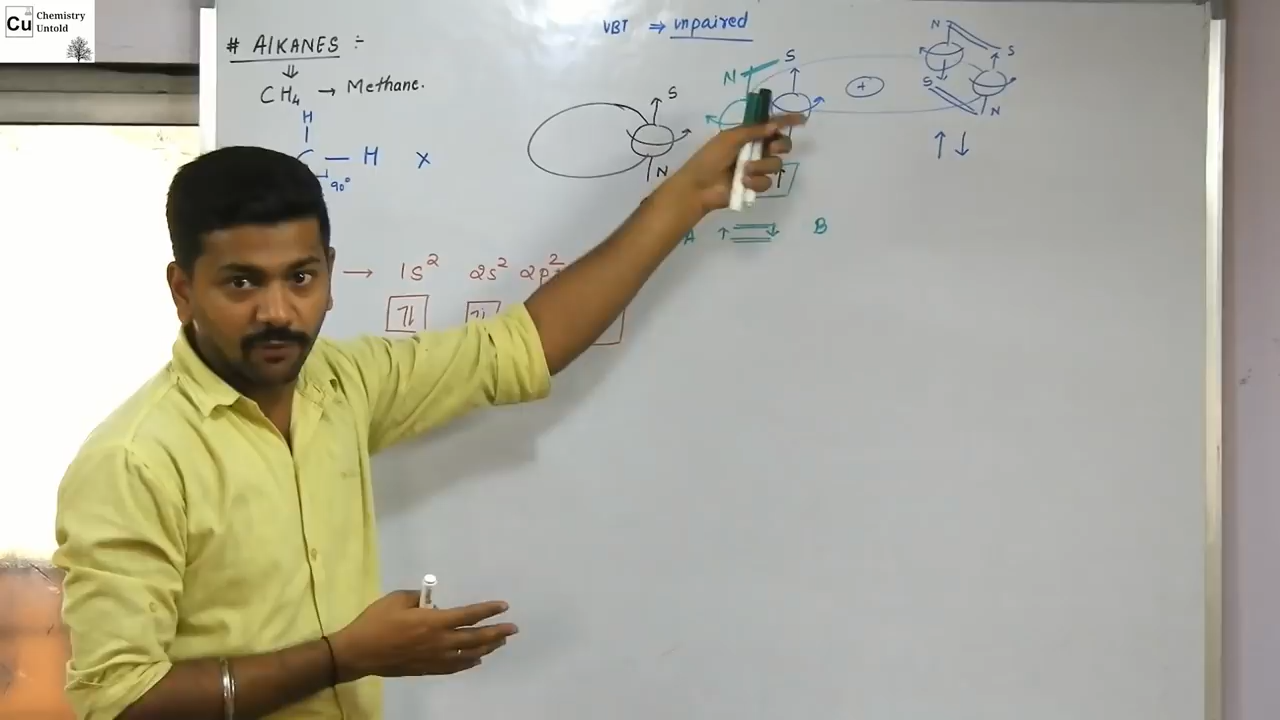 Cu Chemistry
Untold
# AlKANES :-
⇓
CH4 → Methane.
H
C — H X
90°
VBT ⇒ unpaired
S
N
N S
N S
S N
↑ ↓
↑
A ↑ ⇌ ↓ B
→ 1s² 2s² 2p²
↿⇂ ↿⇂